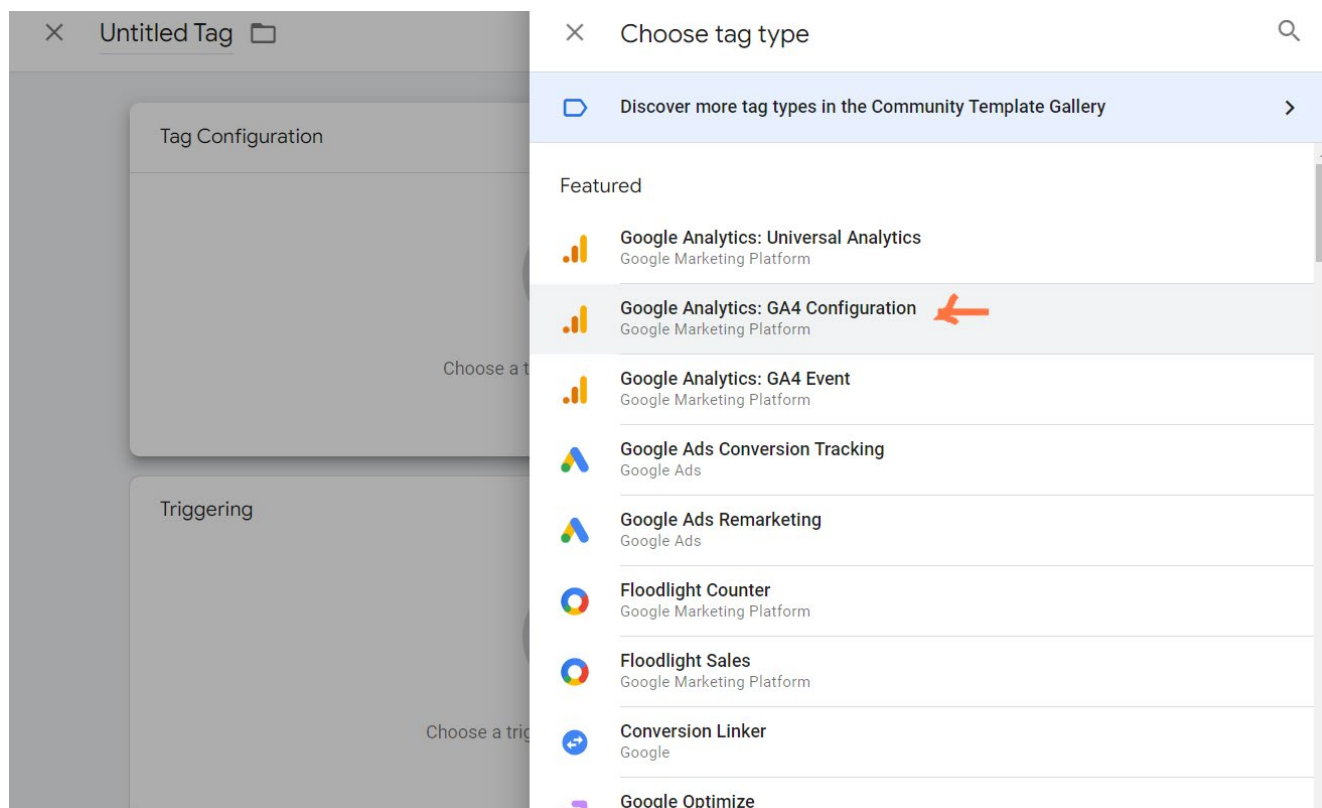 Untitled Tag
Tag Configuration
Choose a t
Triggering
Choose a trig
Choose tag type
Discover more tag types in the Community Template Gallery
Featured
Google Analytics: Universal Analytics
Google Marketing Platform
Google Analytics: GA4 Configuration
Google Marketing Platform
Google Analytics: GA4 Event
Google Marketing Platform
Google Ads Conversion Tracking
Google Ads
Google Ads Remarketing
Google Ads
Floodlight Counter
Google Marketing Platform
Floodlight Sales
Google Marketing Platform
Conversion Linker
Google
Google Optimize